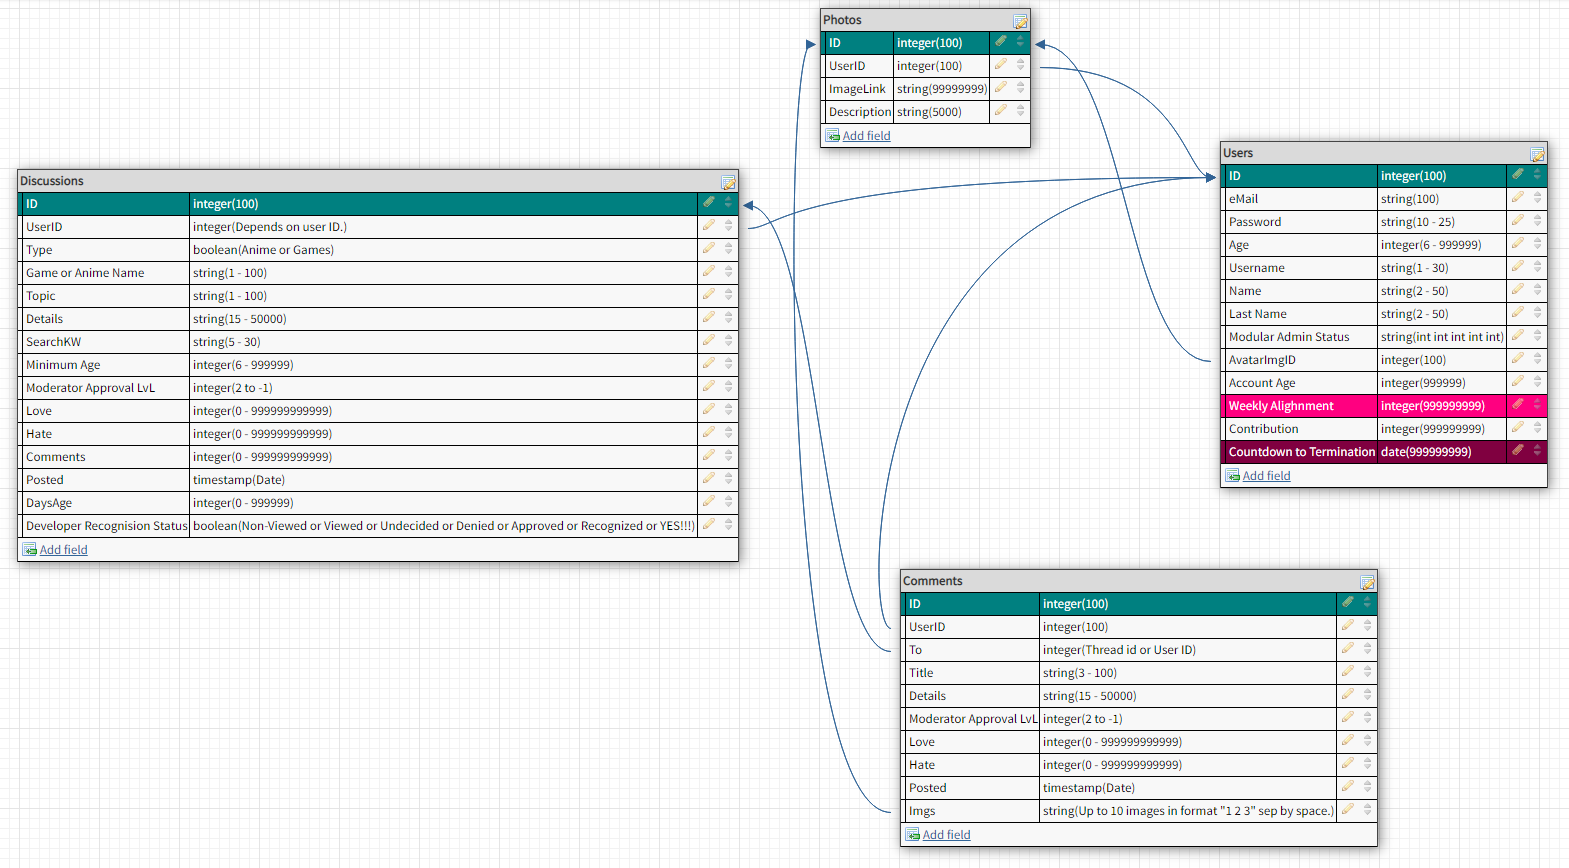 Photos
ID integer(100)
UserID integer(100)
ImageLink string(99999999)
Description string(5000)
Add field
Users
ID integer(100)
eMail string(100)
Password string(10 - 25)
Age integer(6 - 999999)
Username string(1 - 30)
Name string(2 - 50)
Last Name string(2 - 50)
Modular Admin Status string(int int int int int)
AvatarImgID integer(100)
Account Age integer(999999)
Weekly Alighnment integer(999999999)
Contribution integer(999999999)
Countdown to Termination date(999999999)
Add field
Discussions
ID integer(100)
UserID integer(Depends on user ID.)
Type boolean(Anime or Games)
Game or Anime Name string(1 - 100)
Topic string(1 - 100)
Details string(15 - 50000)
SearchKW string(5 - 30)
Minimum Age integer(6 - 999999)
Moderator Approval LvL integer(2 to -1)
Love integer(0 - 999999999999)
Hate integer(0 - 999999999999)
Comments integer(0 - 999999999999)
Posted timestamp(Date)
DaysAge integer(0 - 999999)
Developer Recognision Status boolean(Non-Viewed or Viewed or Undecided or Denied or Approved or Recognized or YES!!!)
Add field
Comments
ID integer(100)
UserID integer(100)
To integer(Thread id or User ID)
Title string(3 - 100)
Details string(15 - 50000)
Moderator Approval LvL integer(2 to -1)
Love integer(0 - 999999999999)
Hate integer(0 - 999999999999)
Posted timestamp(Date)
Imgs string(Up to 10 images in format "1 2 3" sep by space.)
Add field